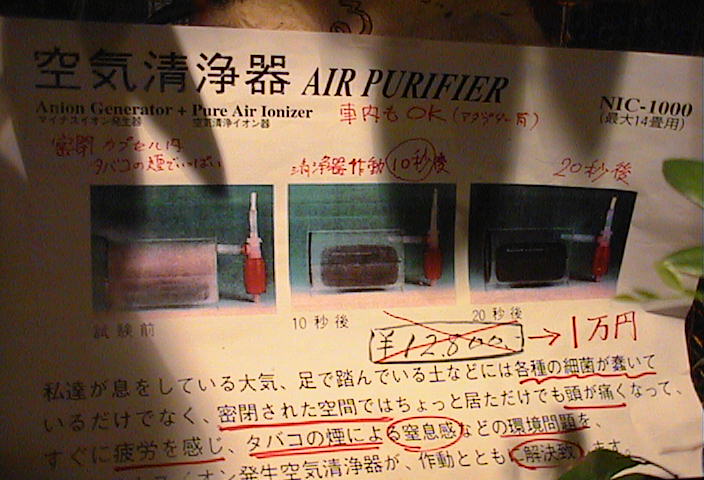 空気清浄器 AIR PURIFIER
Anion Generator + Pure Air Ionizer
マイナスイオン発生器 空気清浄イオン器
車内もOK
NIC-1000
(最大14畳用)
密閉カプセル内
タバコの煙でいっぱい
清浄器作動10秒後
20秒後
試験前
10秒後
20秒後
¥12,800. → 1万円
私達が息をしている大気、足で踏んでいる土などには各種の細菌が蠢いて
いるだけでなく、密閉された空間ではちょっと居ただけでも頭が痛くなって、
すぐに疲労を感じ、タバコの煙による窒息感などの環境問題を、
イオン発生空気清浄器が、作動とともに解決致ます。